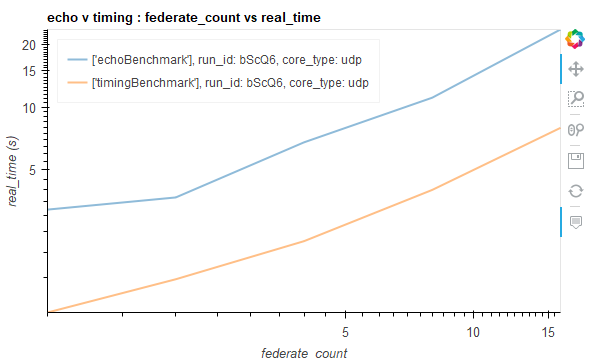 echo v timing : federate_count vs real_time
['echoBenchmark'], run_id: bScQ6, core_type: udp
['timingBenchmark'], run_id: bScQ6, core_type: udp
20
15
10
5
real_time (s)
5
10
15
federate_count